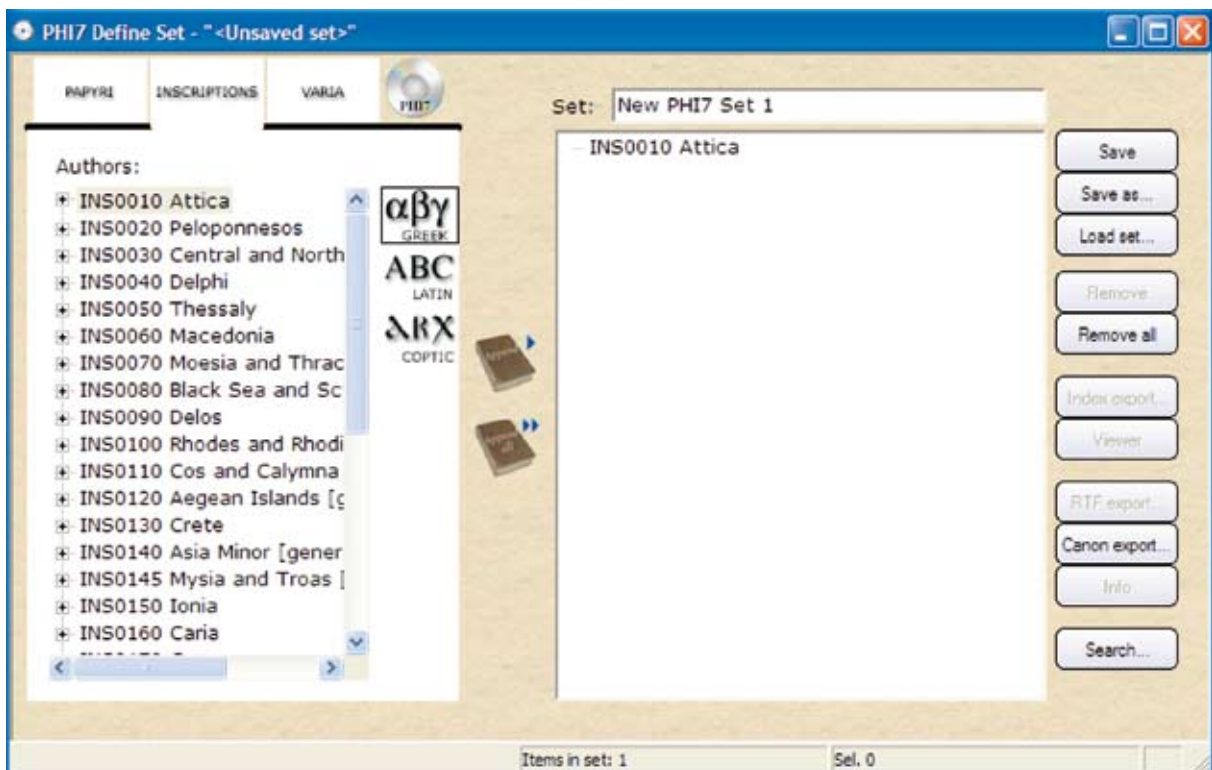 PHI7 Define Set - "<Unsaved set>"
PAPYRI
INSCRIPTIONS
VARIA
PHI7
Authors:
INS0010 Attica
INS0020 Peloponnesos
INS0030 Central and North
INS0040 Delphi
INS0050 Thessaly
INS0060 Macedonia
INS0070 Moesia and Thrac
INS0080 Black Sea and Sc
INS0090 Delos
INS0100 Rhodes and Rhodi
INS0110 Cos and Calymna
INS0120 Aegean Islands [g
INS0130 Crete
INS0140 Asia Minor [gener
INS0145 Mysia and Troas [
INS0150 Ionia
INS0160 Caria
αβγ
GREEK
ABC
LATIN
COPTIC
Set: New PHI7 Set 1
INS0010 Attica
Save
Save as...
Load set...
Remove
Remove all
Index export...
Viewer
RTF export...
Canon export...
Info
Search...
Items in set: 1
Sel. 0